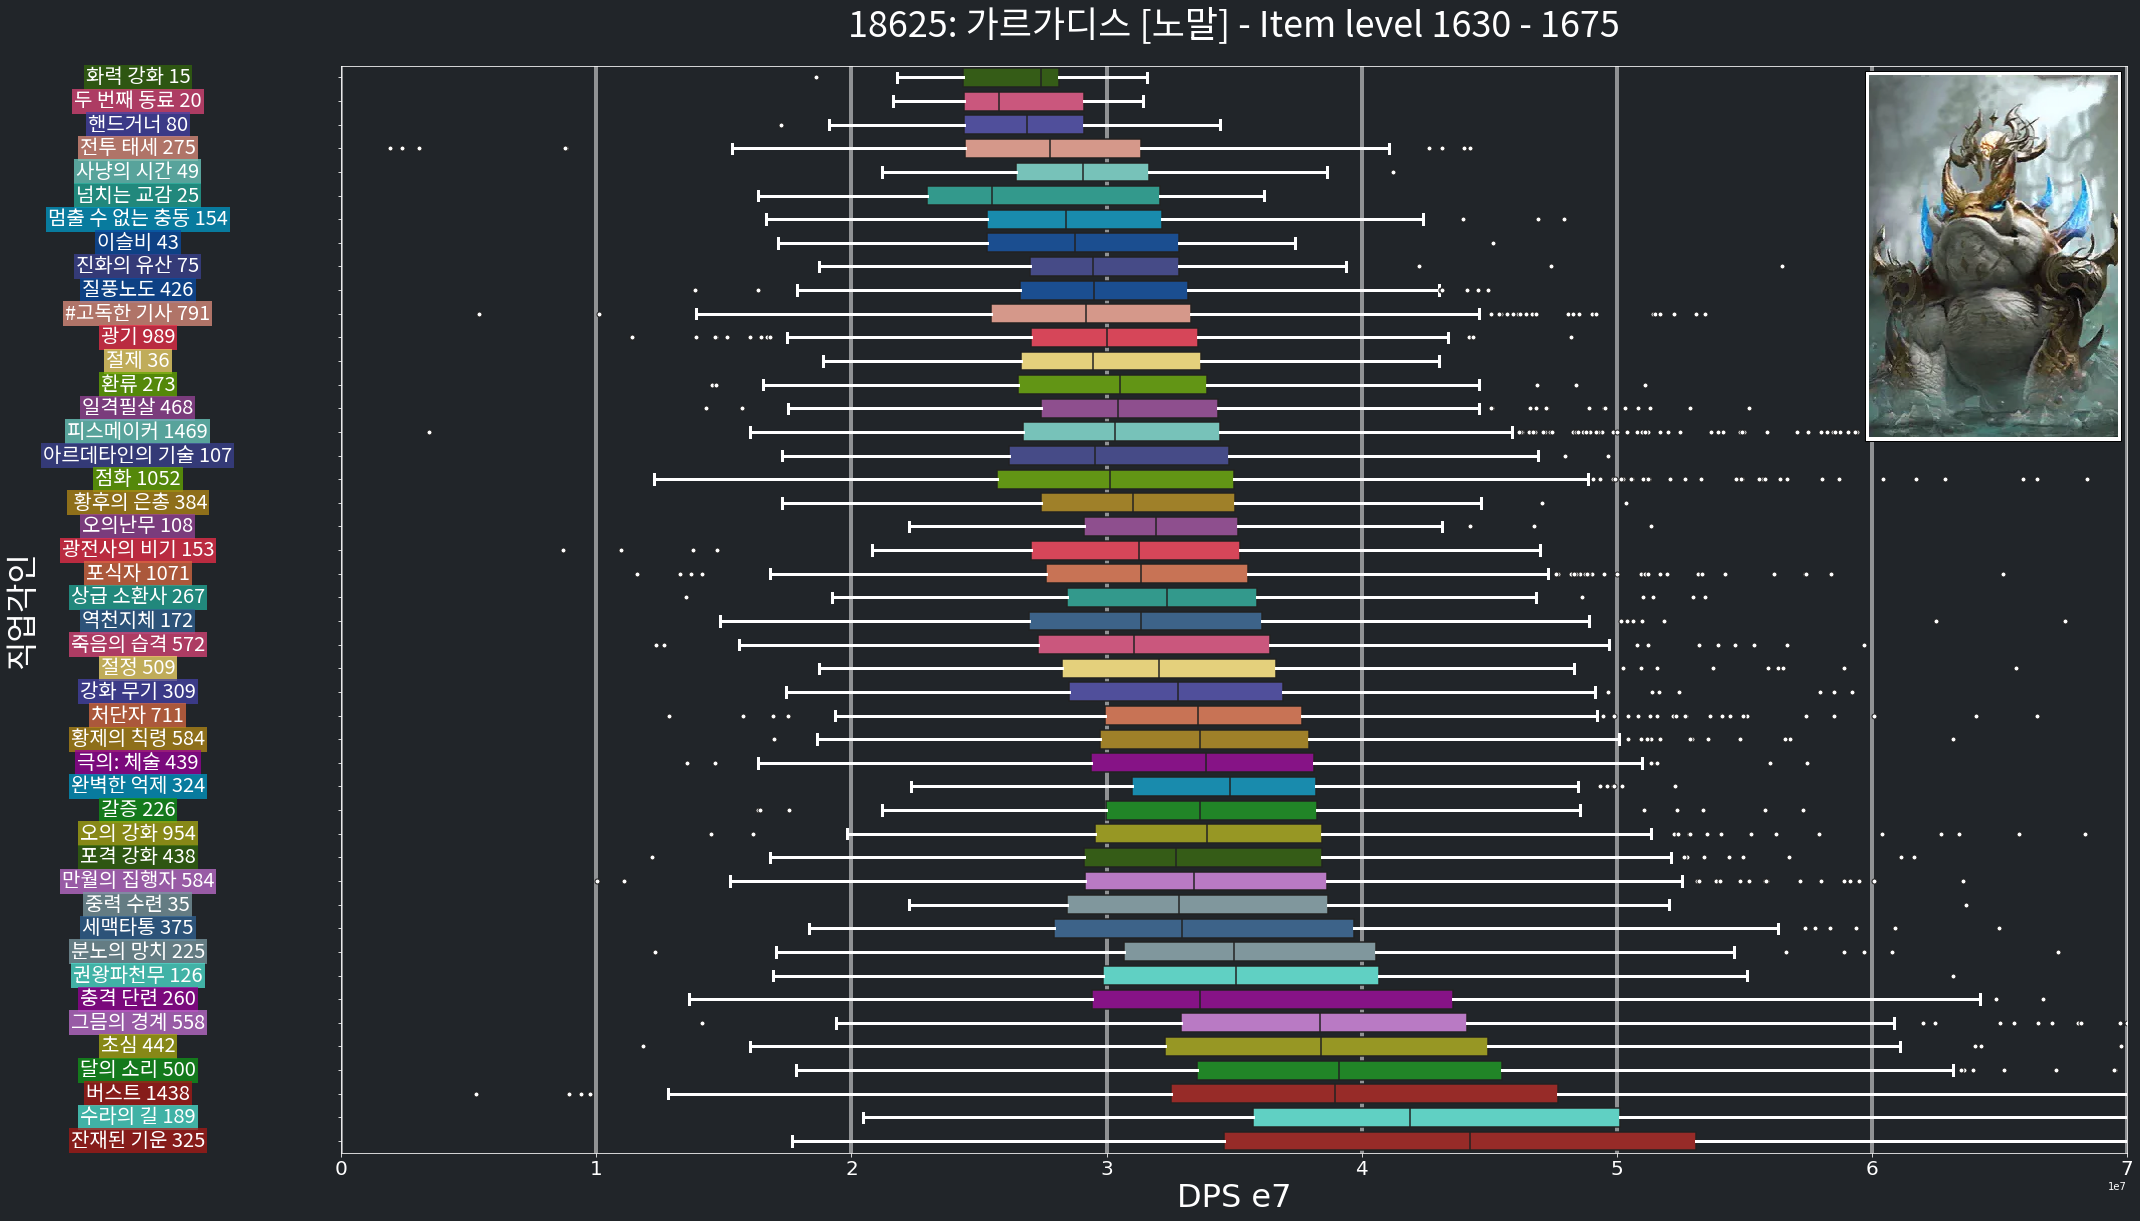 18625: 가르가디스 [노말] - Item level 1630 - 1675
화력 강화 15
두 번째 동료 20
핸드거너 80
전투 태세 275
사냥의 시간 49
넘치는 교감 25
멈출 수 없는 충동 154
이슬비 43
진화의 유산 75
질풍노도 426
#고독한 기사 791
광기 989
절제 36
환류 273
일격필살 468
피스메이커 1469
아르데타인의 기술 107
점화 1052
황후의 은총 384
오의난무 108
광전사의 비기 153
포식자 1071
상급 소환사 267
역천지체 172
죽음의 습격 572
절정 509
강화 무기 309
처단자 711
황제의 칙령 584
극의: 체술 439
완벽한 억제 324
갈증 226
오의 강화 954
포격 강화 438
만월의 집행자 584
중력 수련 35
세맥타통 375
분노의 망치 225
권왕파천무 126
충격 단련 260
그믐의 경계 558
초심 442
달의 소리 500
버스트 1438
수라의 길 189
잔재된 기운 325
직업각인
0 1 2 3 4 5 6 7
DPS e7
1e7